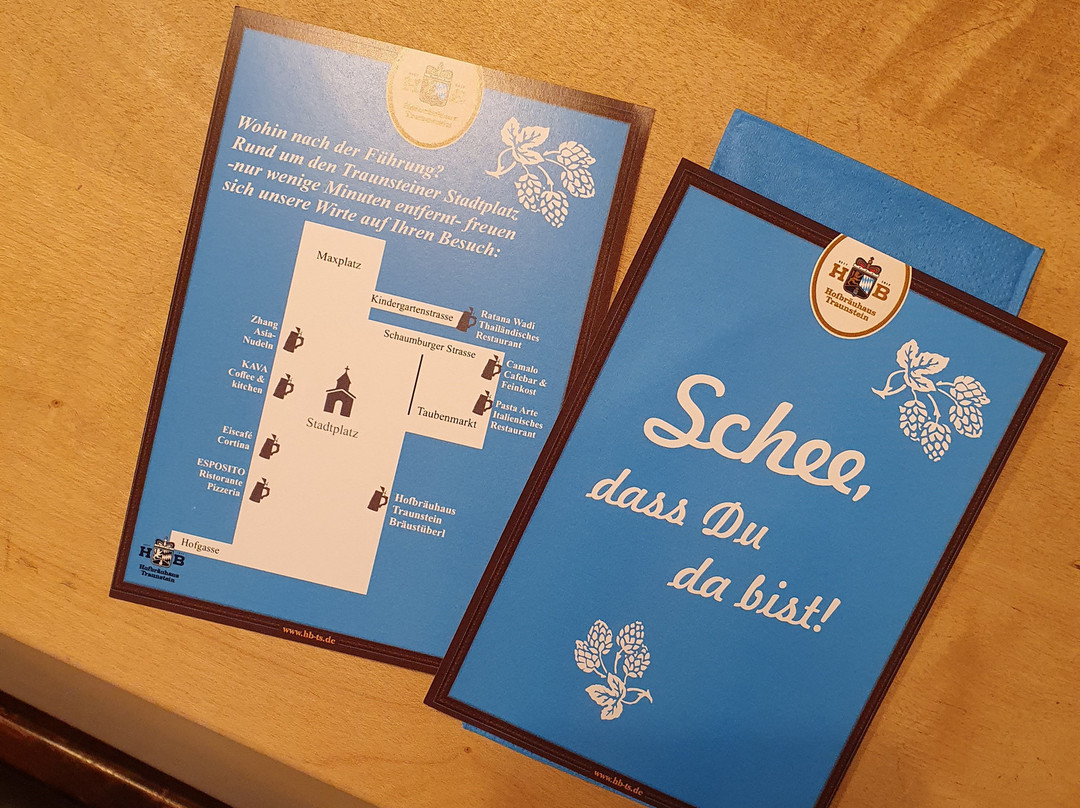 Hofbräuhaus
Traunstein
Wohin nach der Führung?
Rund um den Traunsteiner Stadtplatz
-nur wenige Minuten entfernt- freuen
sich unsere Wirte auf Ihren Besuch:
Maxplatz
Kindergartenstrasse
Ratana Wadi
Thailändisches
Restaurant
Schaumburger Strasse
Zhang
Asia-
Nudeln
Camalo
Cafebar &
Feinkost
KAVA
Coffee &
kitchen
Pasta Arte
Italienisches
Restaurant
Taubenmarkt
Stadtplatz
Eiscafé
Cortina
ESPOSITO
Ristorante
Pizzeria
Hofbräuhaus
Traunstein
Bräustüberl
Hofgasse
H B
Hofbräuhaus
Traunstein
www.hb-ts.de
H B
Hofbräuhaus
Traunstein
Schee,
dass Du
da bist!
www.hb-ts.de